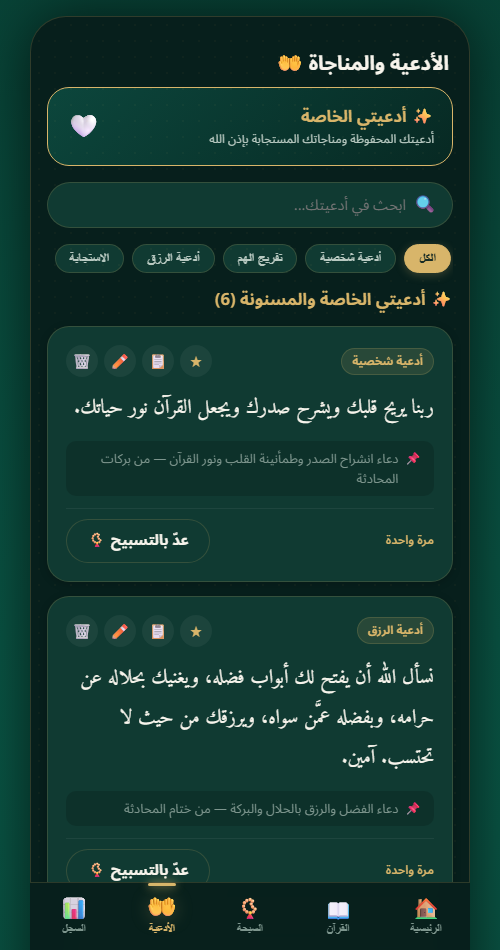 الأدعية والمناجاة 🤲
✨ أدعيتي الخاصة
أدعيتك المحفوظة ومناجاتك المستجابة بإذن الله
🔍 ابحث في أدعيتك...
الكل
أدعية شخصية
تفريج الهم
أدعية الرزق
الاستجابة
✨ أدعيتي الخاصة والمسنونة (6)
أدعية شخصية
ربنا يريح قلبك ويشرح صدرك ويجعل القرآن نور حياتك.
📌 دعاء انشراح الصدر وطمأنينة القلب ونور القرآن — من بركات
المحادثة
مرة واحدة
عدّ بالتسبيح 📿
أدعية الرزق
نسأل الله أن يفتح لك أبواب فضله، ويغنيك بحلاله عن
حرامه، وبفضله عمَّن سواه، ويرزقك من حيث لا
تحتسب. آمين.
📌 دعاء الفضل والرزق بالحلال والبركة — من ختام المحادثة
مرة واحدة
عدّ بالتسبيح 📿
الرئيسية
القرآن
السبحة
الأدعية
السجل